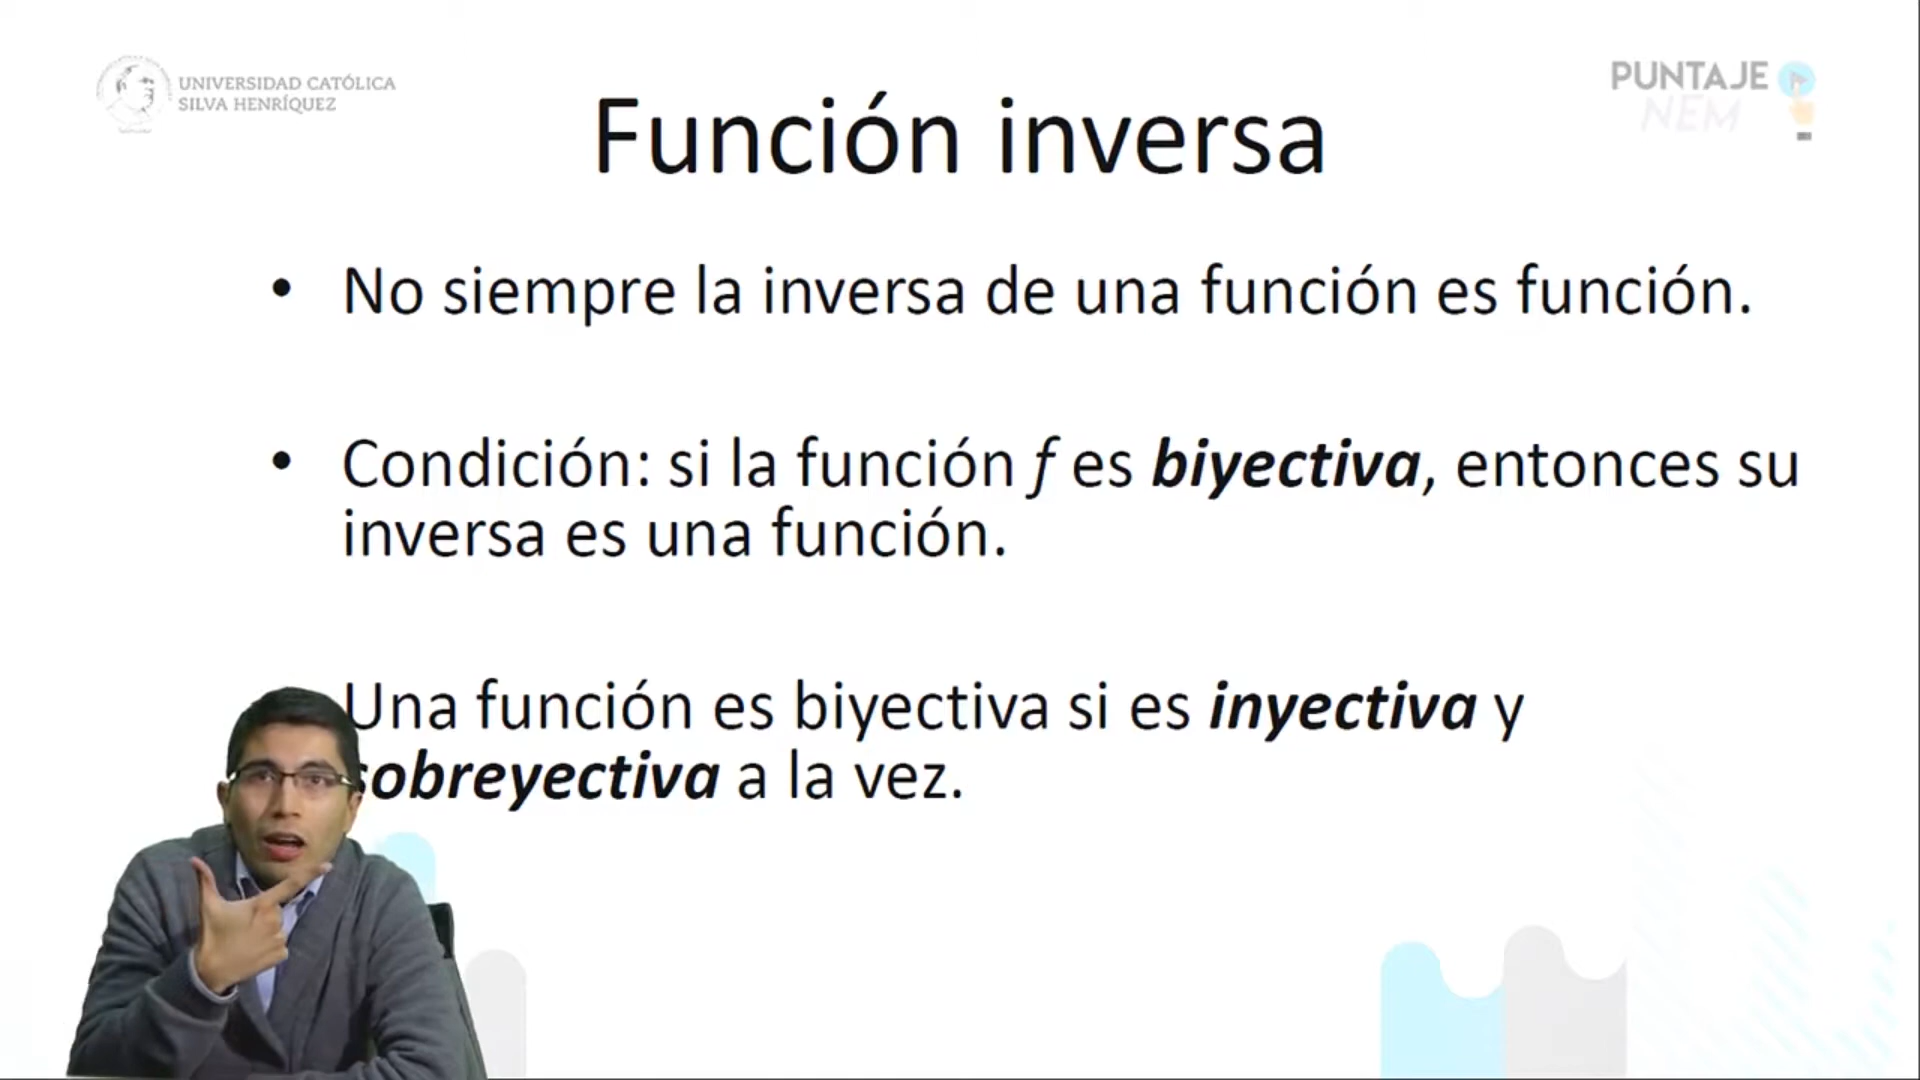 UNIVERSIDAD CATÓLICA
SILVA HENRÍQUEZ
PUNTAJE
NEM
Función inversa
• No siempre la inversa de una función es función.
• Condición: si la función f es biyectiva, entonces su
inversa es una función.
Una función es biyectiva si es inyectiva y
sobreyectiva a la vez.